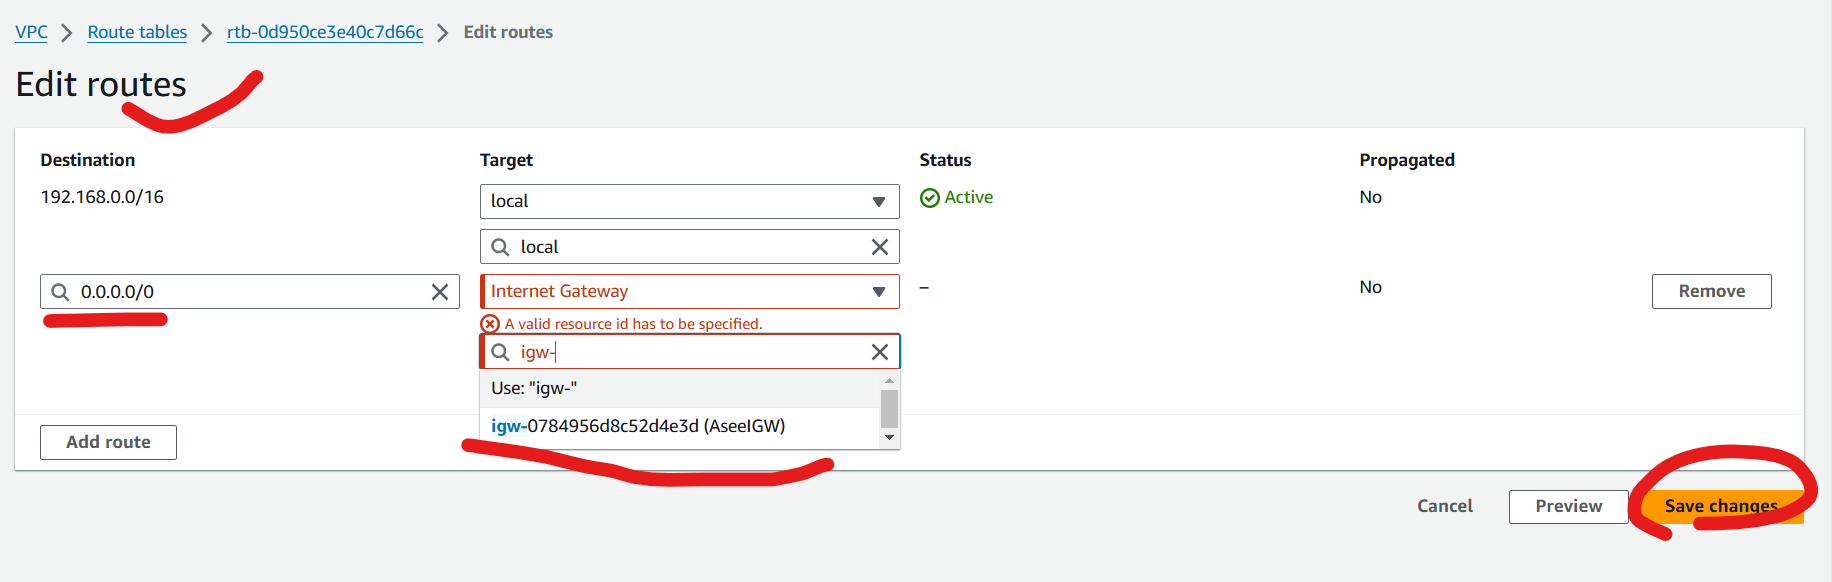 VPC > Route tables > rtb-0d950ce3e40c7d66c > Edit routes
Edit routes
Destination Target Status Propagated
192.168.0.0/16 local Active No
local
0.0.0.0/0 Internet Gateway – No Remove
A valid resource id has to be specified.
igw-
Use: "igw-"
igw-0784956d8c52d4e3d (AseeIGW)
Add route
Cancel Preview Save changes